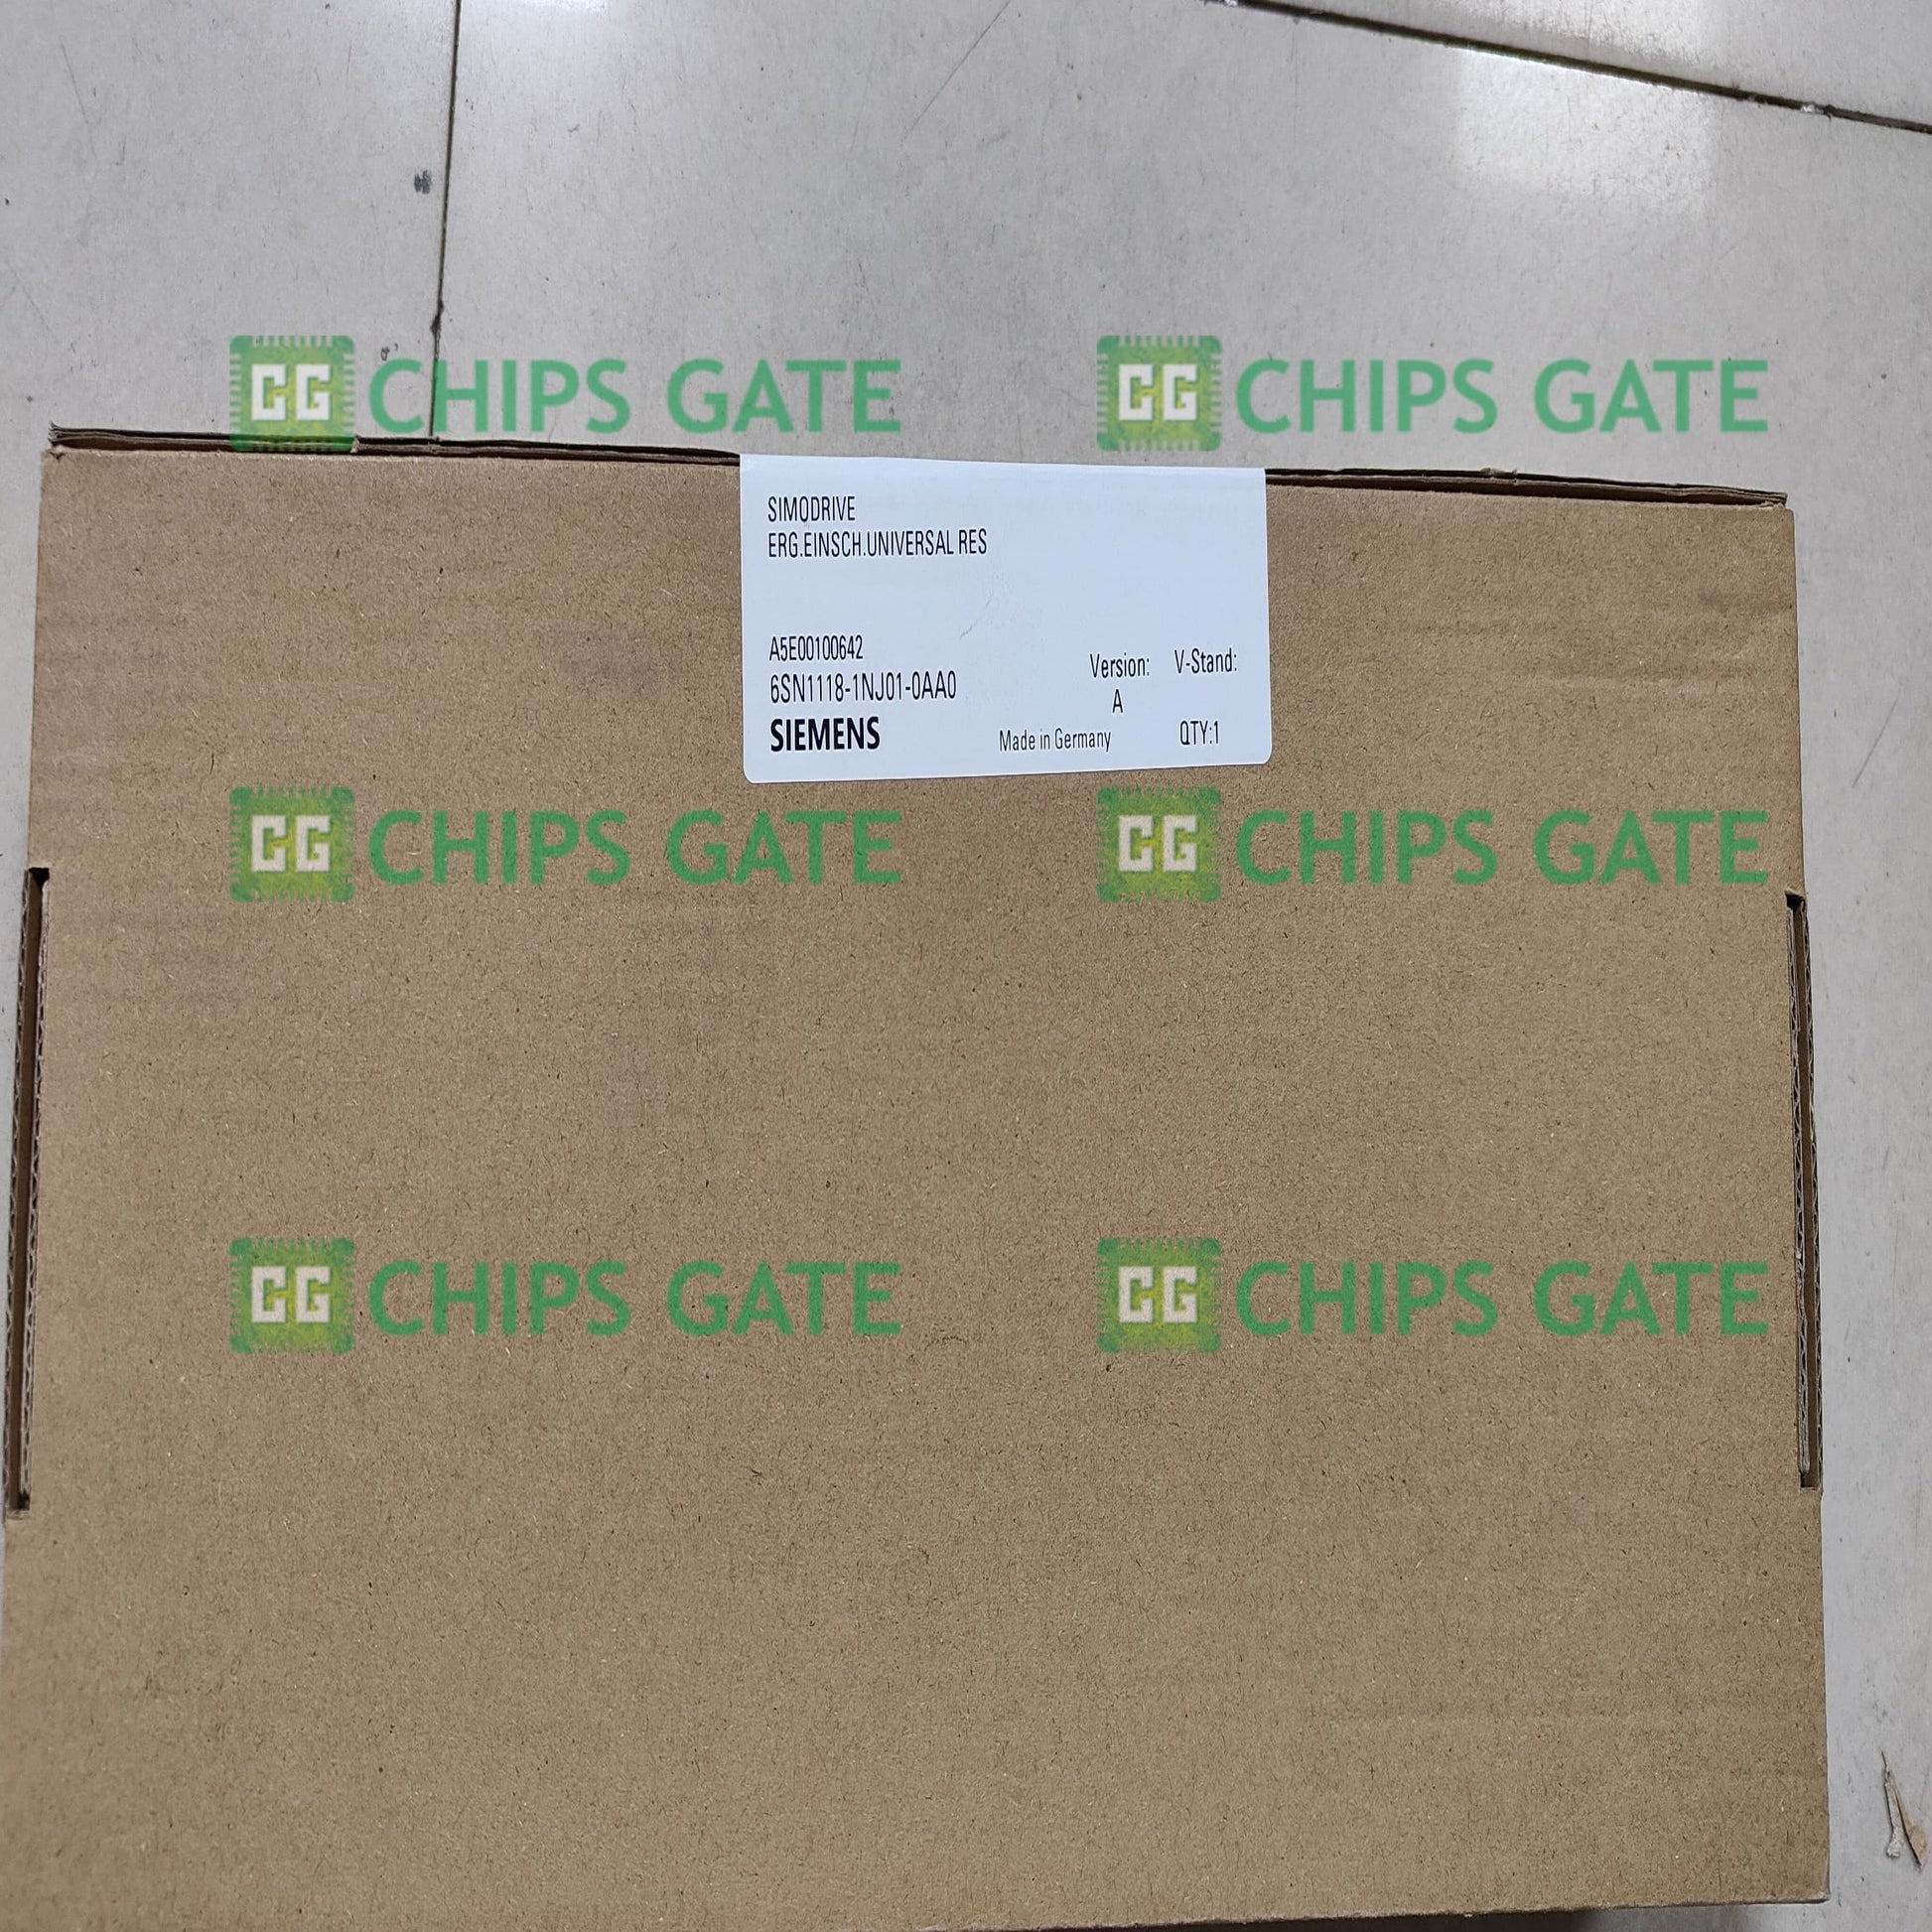 CG CHIPS GATE CG CHIPS GATE
SIMODRIVE
ERG.EINSCH.UNIVERSAL RES
A5E00100642
Version: V-Stand:
6SN1118-1NJ01-0AA0
A
SIEMENS
Made in Germany
QTY:1
CG CHIPS GATE CG CHIPS GATE
CG CHIPS GATE CG CHIPS GATE